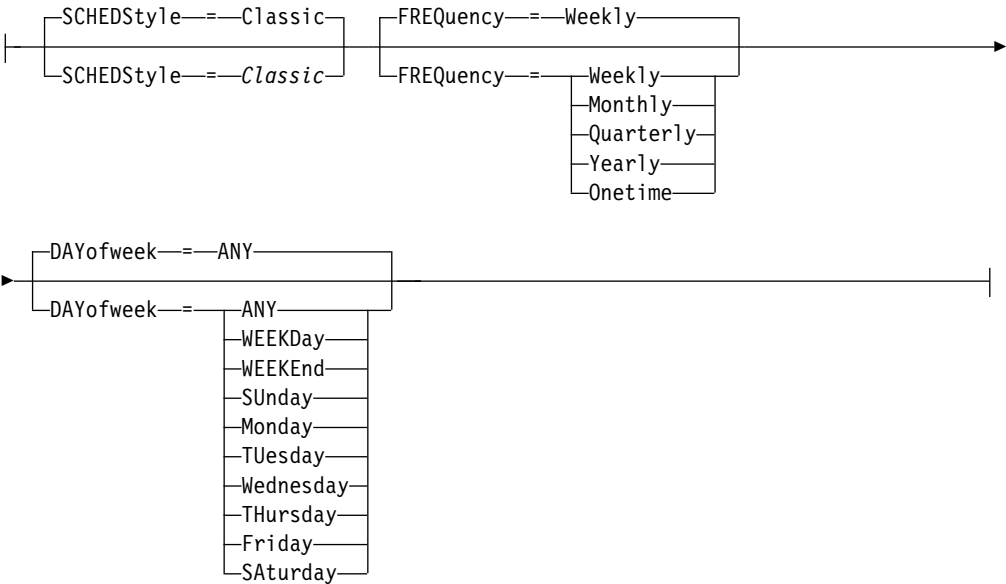 SCHEDStyle = Classic FREQuency = Weekly
SCHEDStyle = Classic FREQuency = Weekly
Monthly
Quarterly
Yearly
Onetime
DAYofweek = ANY
DAYofweek = ANY
WEEKDay
WEEKEnd
SUnday
Monday
TUesday
Wednesday
THursday
Friday
SAturday